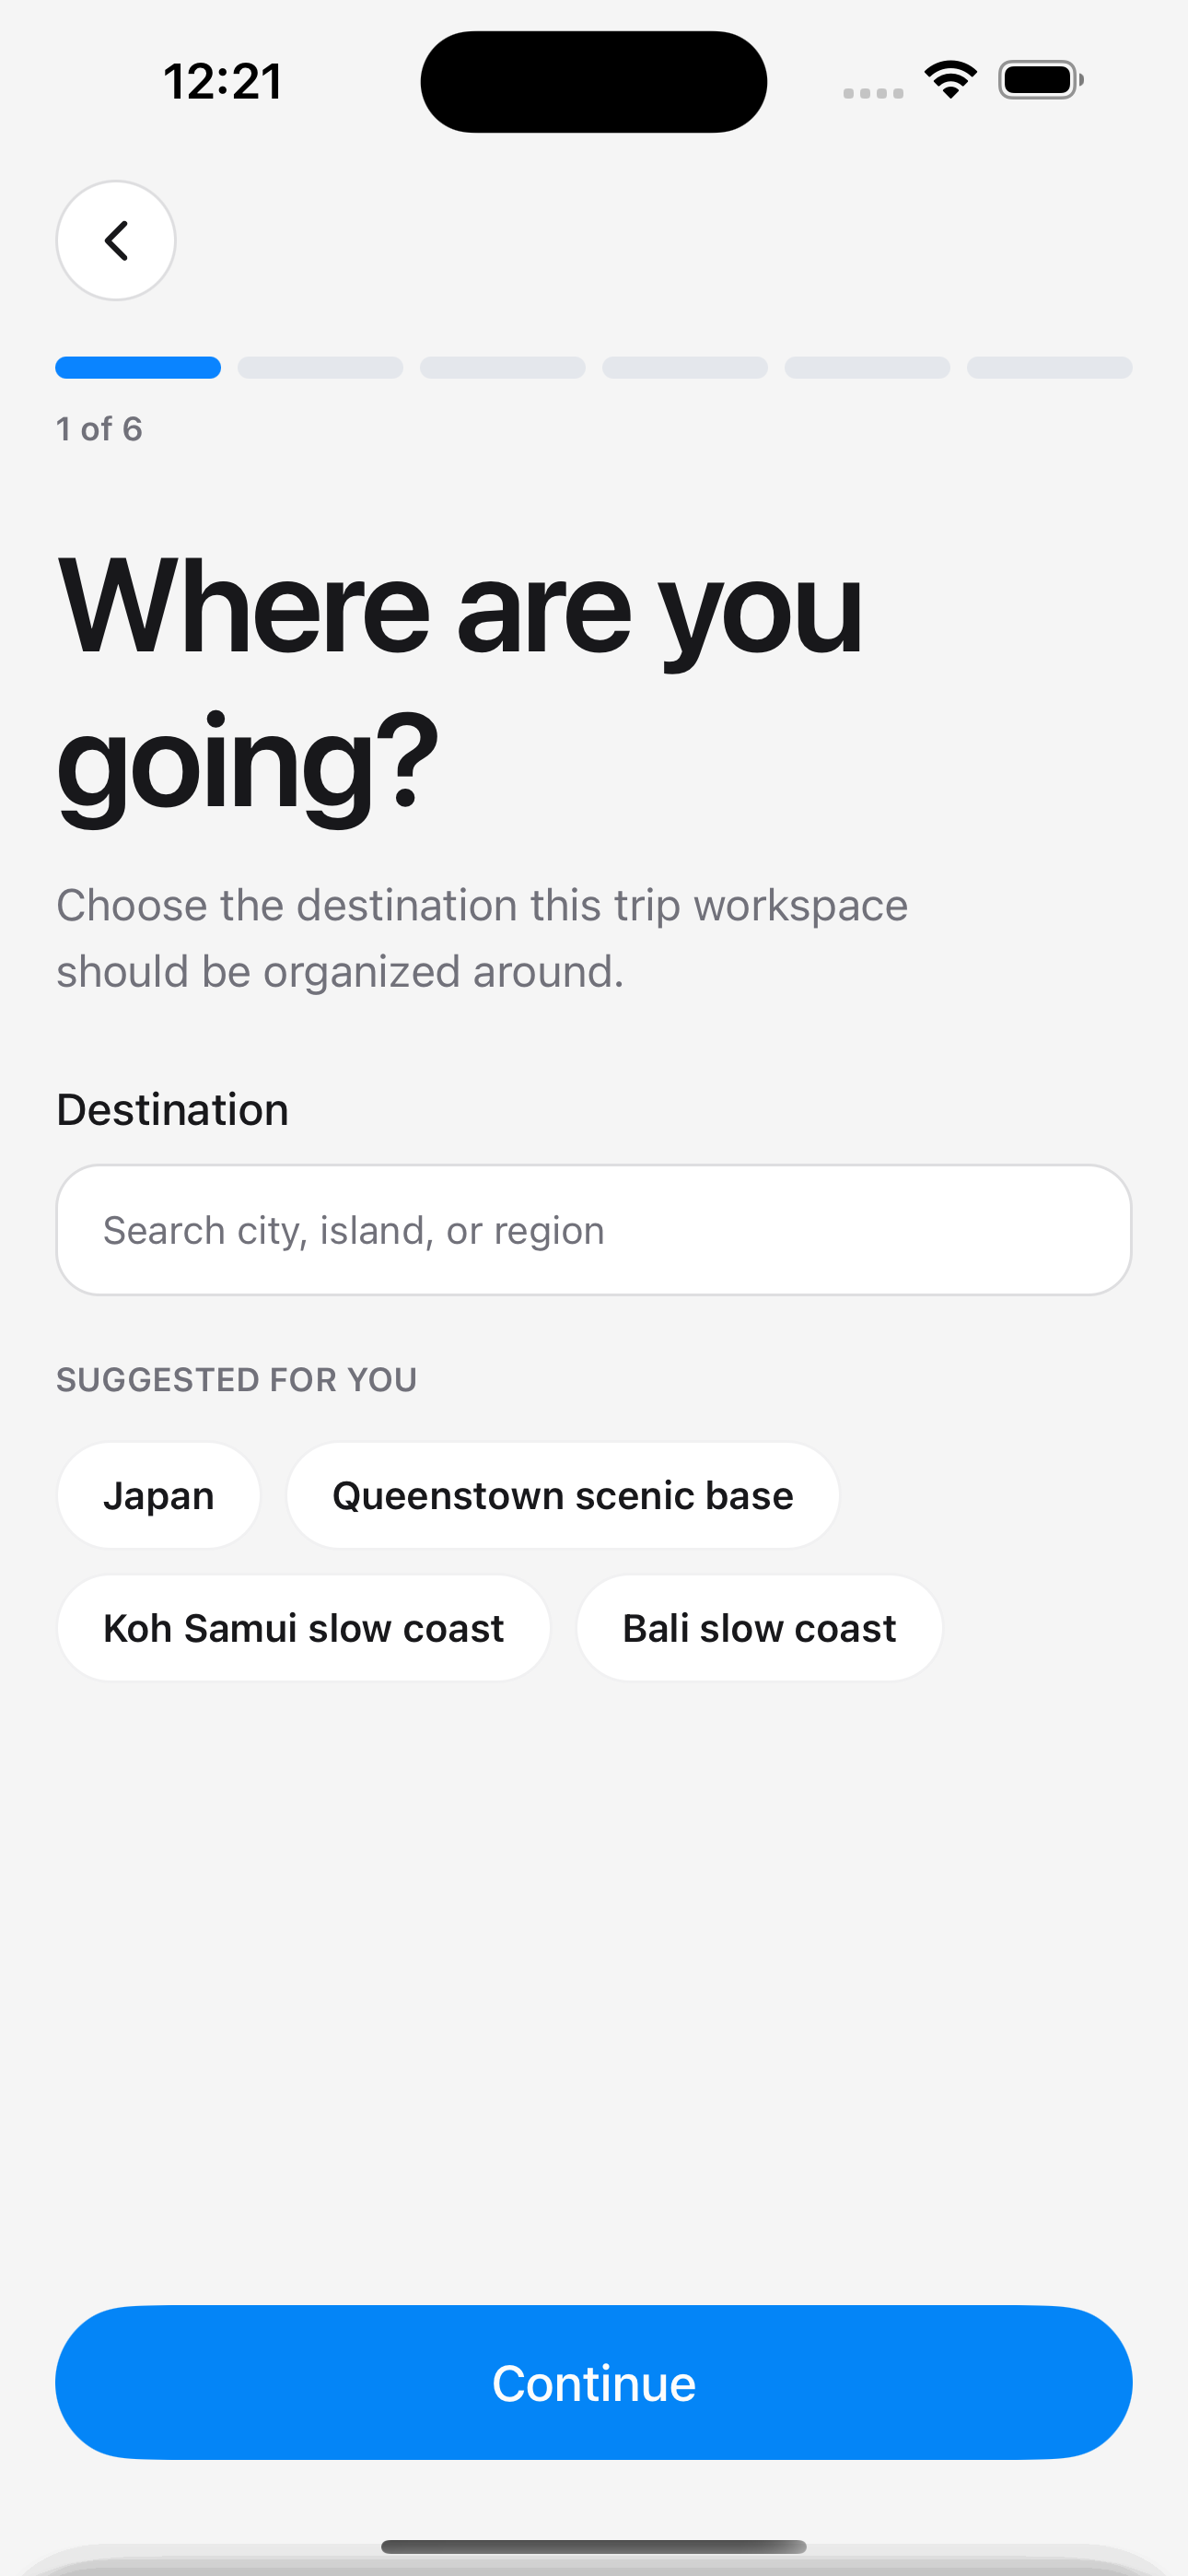 12:21
1 of 6
Where are you
going?
Choose the destination this trip workspace
should be organized around.
Destination
Search city, island, or region
SUGGESTED FOR YOU
Japan
Queenstown scenic base
Koh Samui slow coast
Bali slow coast
Continue